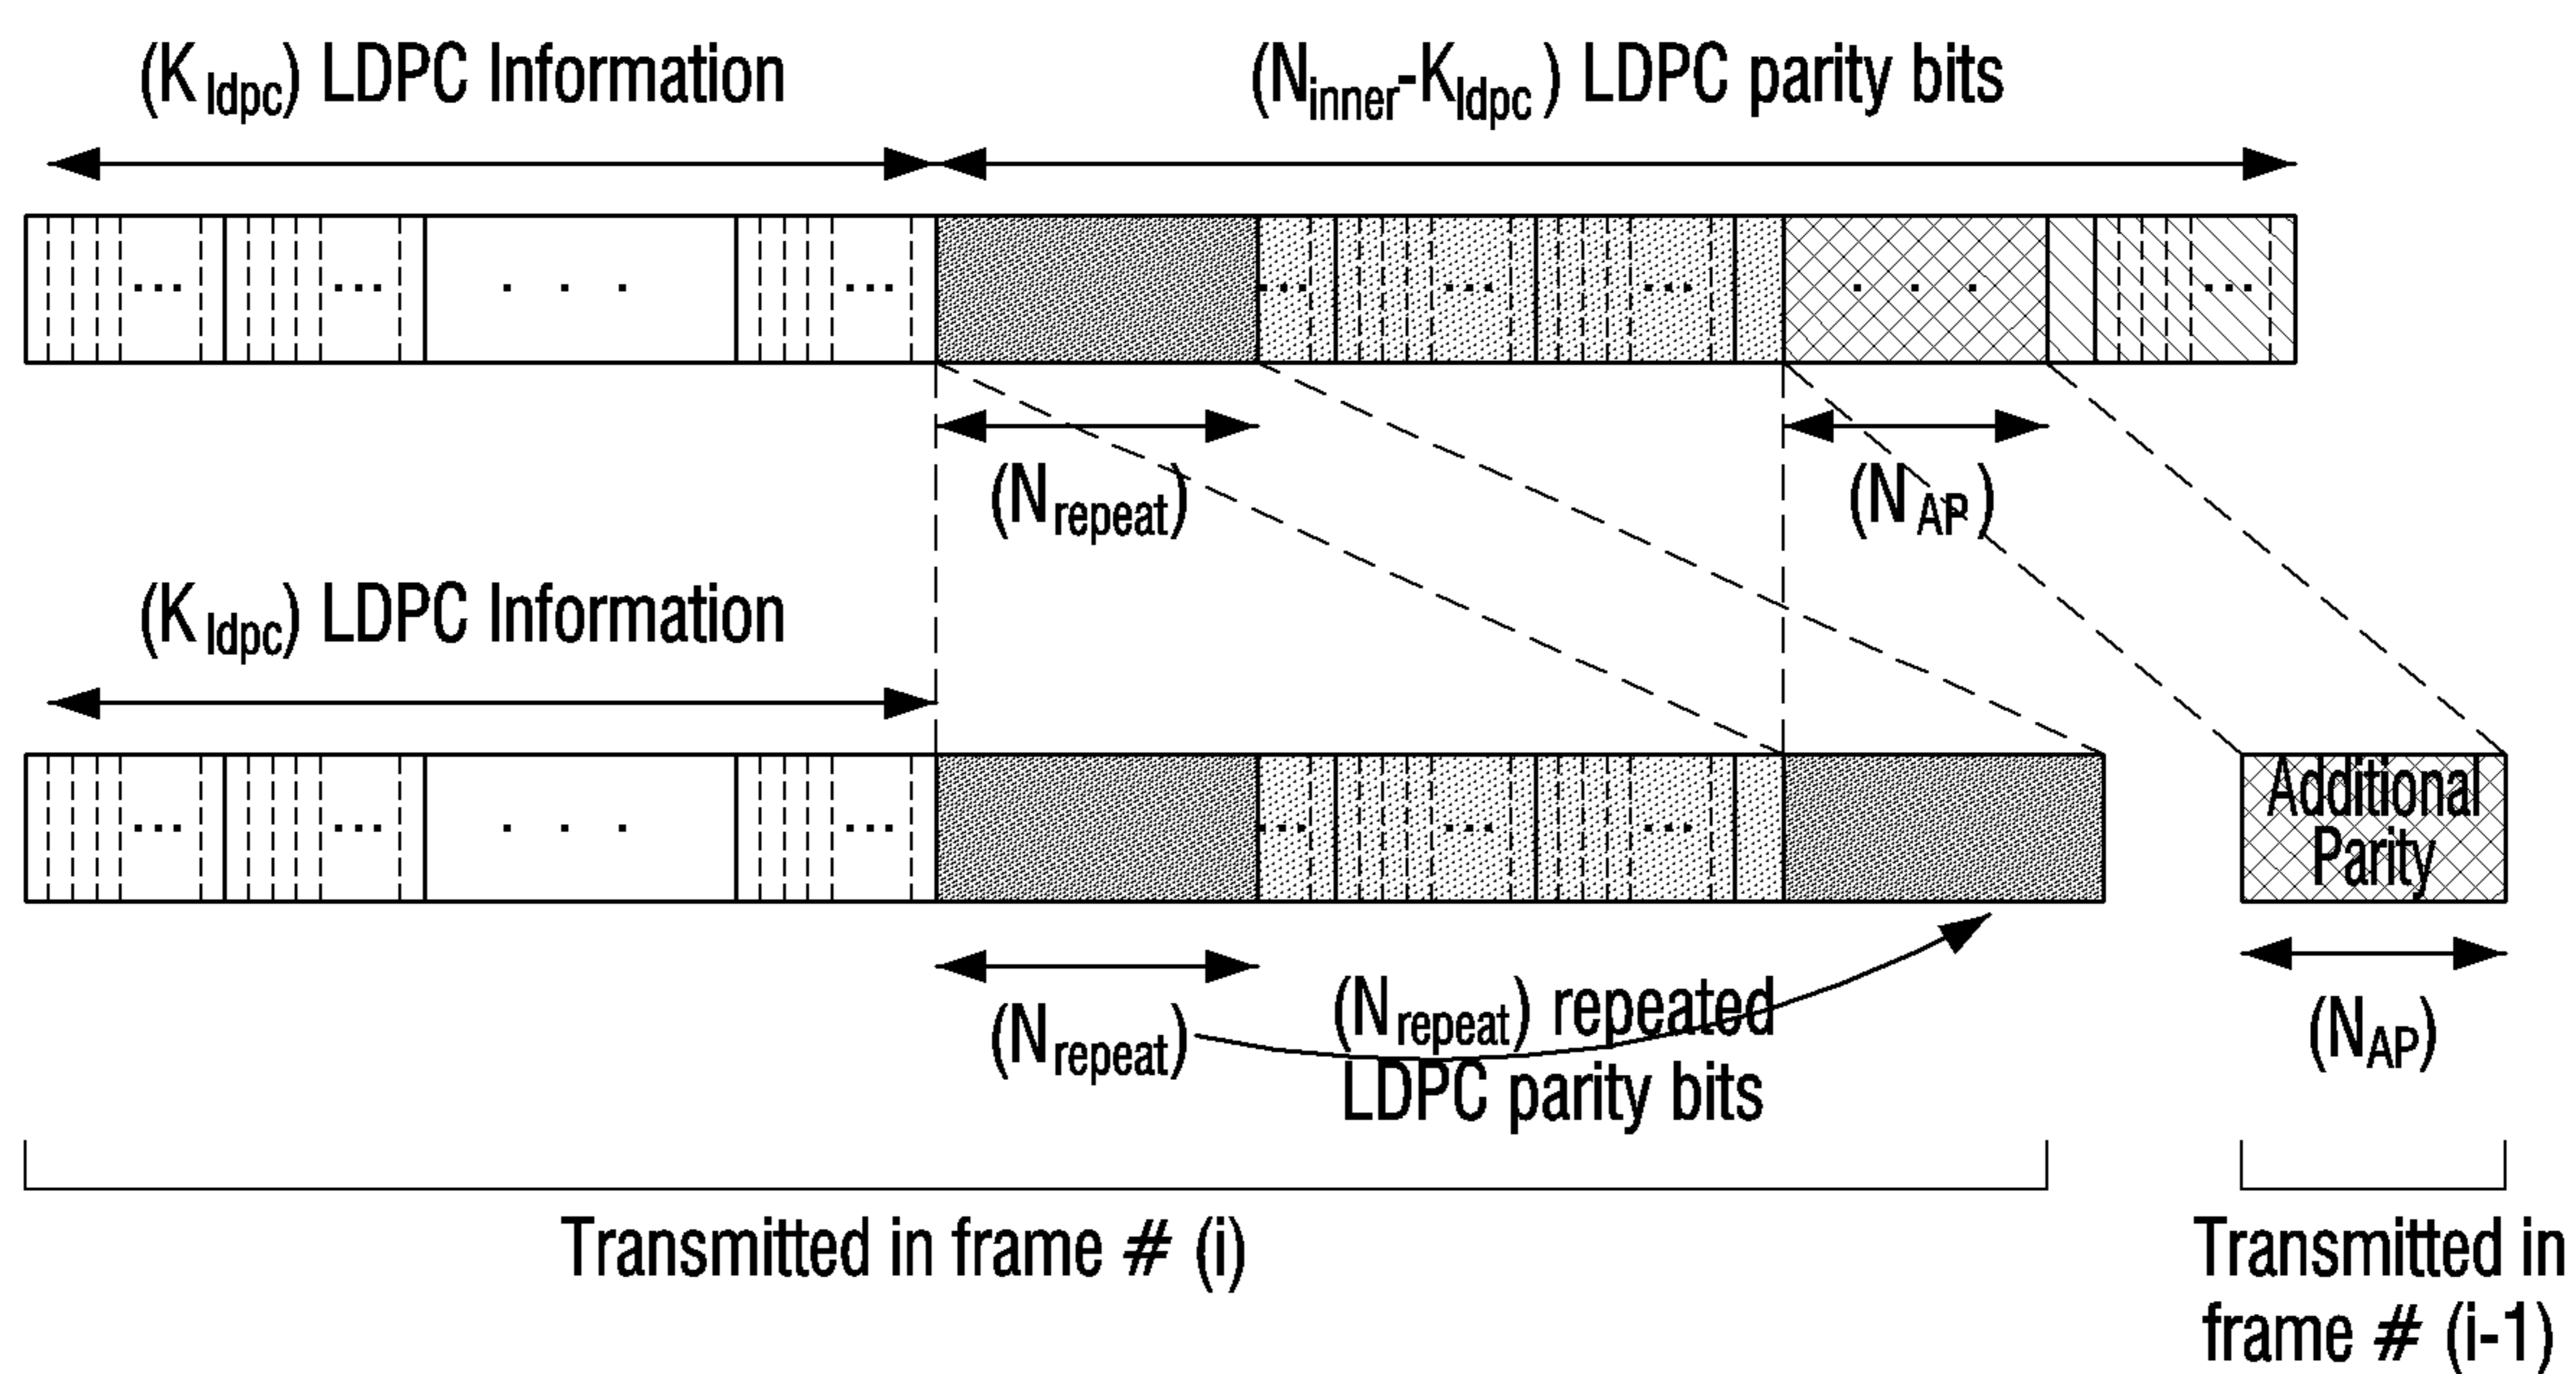 (K ldpc) LDPC Information
(Ninner-Kldpc) LDPC parity bits
(Nrepeat)
(NAP)
(K ldpc) LDPC Information
Additional
Parity
(Nrepeat)
(Nrepeat) repeated
LDPC parity bits
(NAP)
Transmitted in frame # (i)
Transmitted in
frame # (i-1)